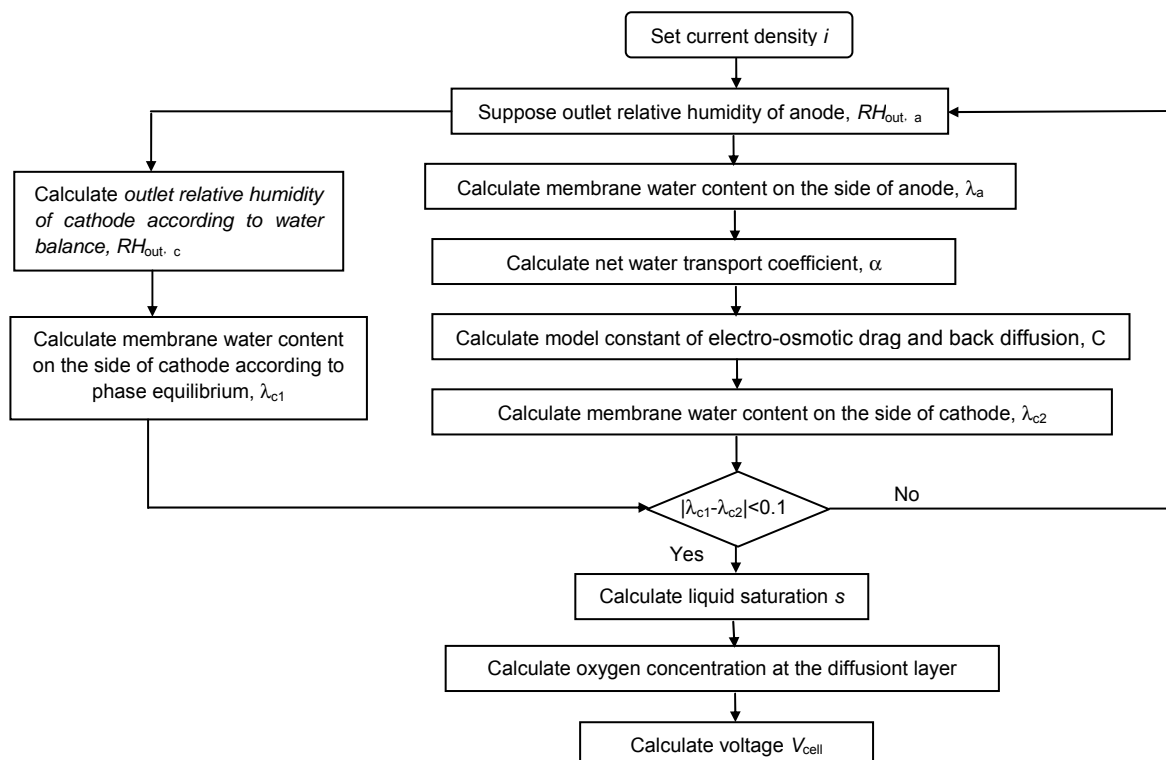 Set current density i
Suppose outlet relative humidity of anode, RHout, a
Calculate outlet relative humidity
of cathode according to water
balance, RHout, c
Calculate membrane water content
on the side of cathode according to
phase equilibrium, λc1
Calculate membrane water content on the side of anode, λa
Calculate net water transport coefficient, α
Calculate model constant of electro-osmotic drag and back diffusion, C
Calculate membrane water content on the side of cathode, λc2
|λc1-λc2|<0.1
No
Yes
Calculate liquid saturation s
Calculate oxygen concentration at the diffusiont layer
Calculate voltage Vcell